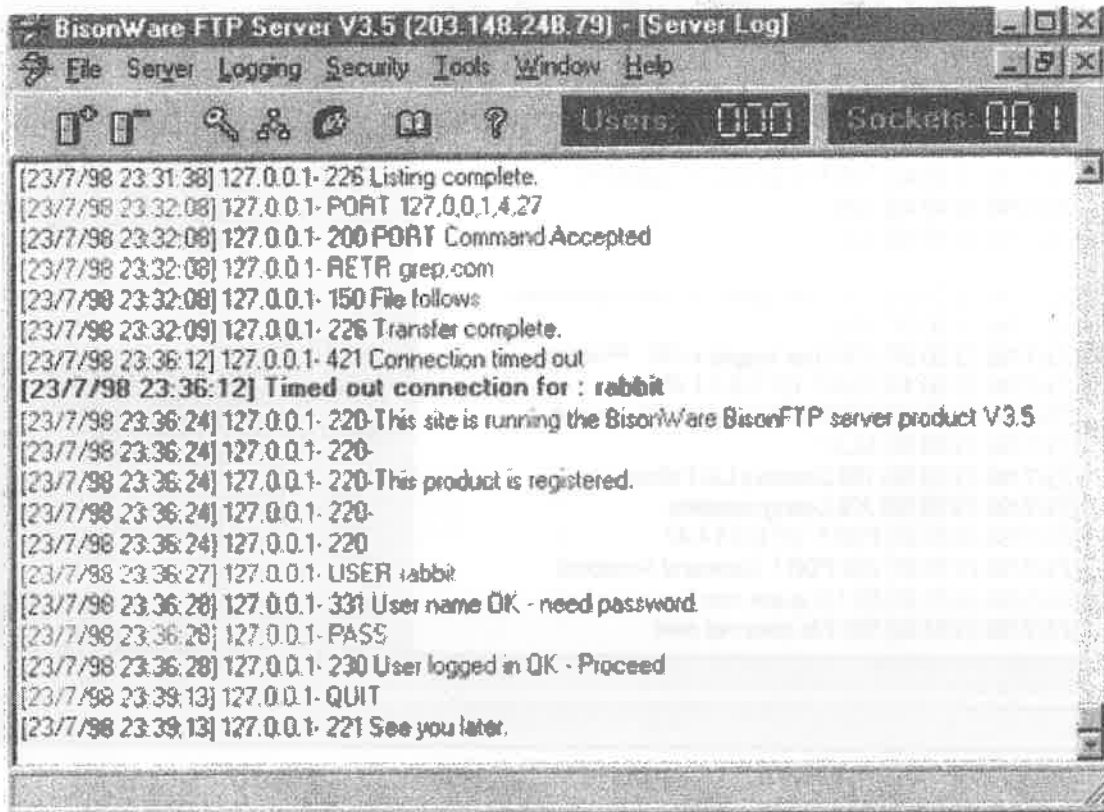 BisonWare FTP Server V3.5 (203.148.248.79) - [Server Log]
File Server Logging Security Tools Window Help
Users: 000 Sockets: 001
[23/7/98 23:31:38] 127.0.0.1- 226 Listing complete.
[23/7/98 23:32:08] 127.0.0.1- PORT 127,0,0,1,4,27
[23/7/98 23:32:08] 127.0.0.1- 200 PORT Command Accepted
[23/7/98 23:32:08] 127.0.0.1- RETR grep.com
[23/7/98 23:32:08] 127.0.0.1- 150 File follows
[23/7/98 23:32:09] 127.0.0.1- 226 Transfer complete.
[23/7/98 23:36:12] 127.0.0.1- 421 Connection timed out
[23/7/98 23:36:12] Timed out connection for : rabbit
[23/7/98 23:36:24] 127.0.0.1- 220-This site is running the BisonWare BisonFTP server product V3.5
[23/7/98 23:36:24] 127.0.0.1- 220-
[23/7/98 23:36:24] 127.0.0.1- 220-This product is registered.
[23/7/98 23:36:24] 127.0.0.1- 220-
[23/7/98 23:36:24] 127.0.0.1- 220
[23/7/98 23:36:27] 127.0.0.1- USER rabbit
[23/7/98 23:36:28] 127.0.0.1- 331 User name OK - need password.
[23/7/98 23:36:28] 127.0.0.1- PASS
[23/7/98 23:36:28] 127.0.0.1- 230 User logged in OK - Proceed
[23/7/98 23:39:13] 127.0.0.1- QUIT
[23/7/98 23:39:13] 127.0.0.1- 221 See you later.